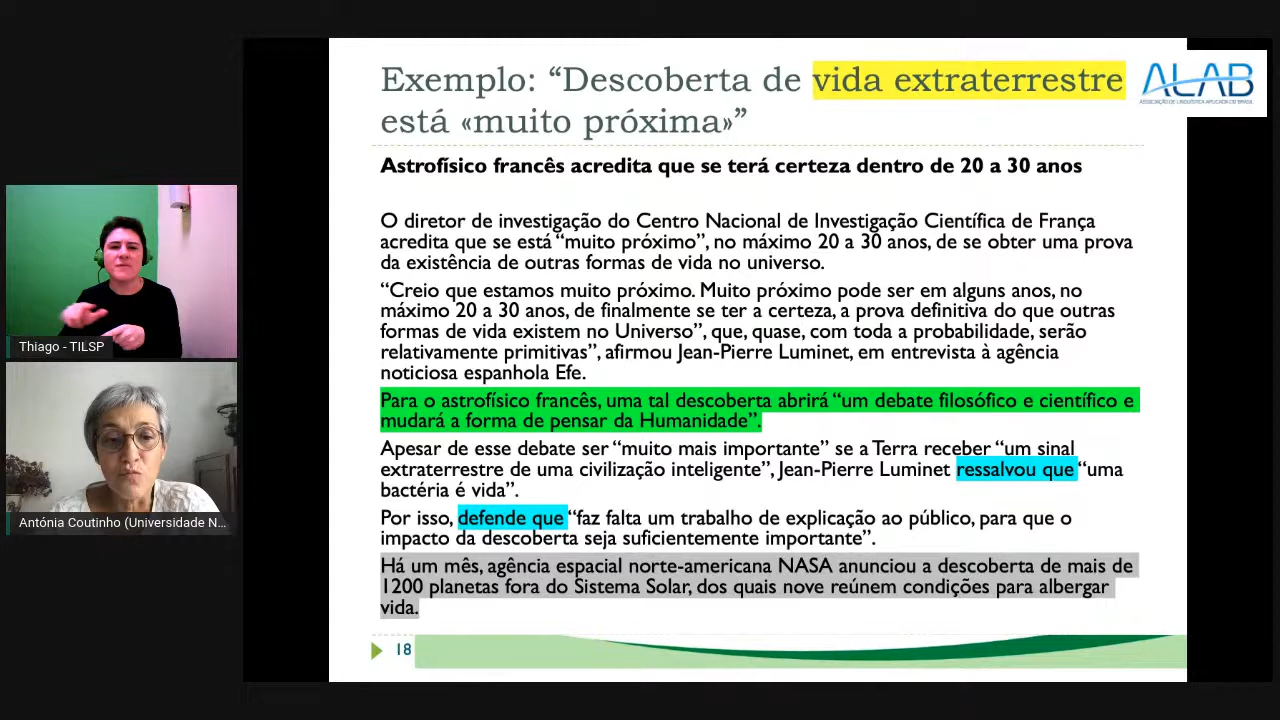 Exemplo: “Descoberta de vida extraterrestre
está «muito próxima»”
ALAB
ASSOCIAÇÃO DE LINGUÍSTICA APLICADA DO BRASIL
Astrofísico francês acredita que se terá certeza dentro de 20 a 30 anos
O diretor de investigação do Centro Nacional de Investigação Científica de França
acredita que se está “muito próximo”, no máximo 20 a 30 anos, de se obter uma prova
da existência de outras formas de vida no universo.
“Creio que estamos muito próximo. Muito próximo pode ser em alguns anos, no
máximo 20 a 30 anos, de finalmente se ter a certeza, a prova definitiva do que outras
formas de vida existem no Universo”, que, quase, com toda a probabilidade, serão
relativamente primitivas”, afirmou Jean-Pierre Luminet, em entrevista à agência
noticiosa espanhola Efe.
Para o astrofísico francês, uma tal descoberta abrirá “um debate filosófico e científico e
mudará a forma de pensar da Humanidade”.
Apesar de esse debate ser “muito mais importante” se a Terra receber “um sinal
extraterrestre de uma civilização inteligente”, Jean-Pierre Luminet ressalvou que “uma
bactéria é vida”.
Por isso, defende que “faz falta um trabalho de explicação ao público, para que o
impacto da descoberta seja suficientemente importante”.
Há um mês, agência espacial norte-americana NASA anunciou a descoberta de mais de
1200 planetas fora do Sistema Solar, dos quais nove reúnem condições para albergar
vida.
18
Thiago - TILSP
Antónia Coutinho (Universidade N...